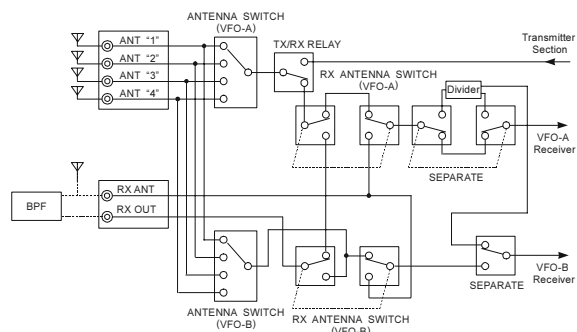 ANTENNA SWITCH
(VFO-A)
TX/RX RELAY
Transmitter
Section
ANT “1”
ANT “2”
ANT “3”
ANT “4”
RX ANTENNA SWITCH
(VFO-A)
Divider
VFO-A
Receiver
SEPARATE
RX ANT
RX OUT
BPF
VFO-B
Receiver
SEPARATE
ANTENNA SWITCH
(VFO-B)
RX ANTENNA SWITCH
(VFO-B)